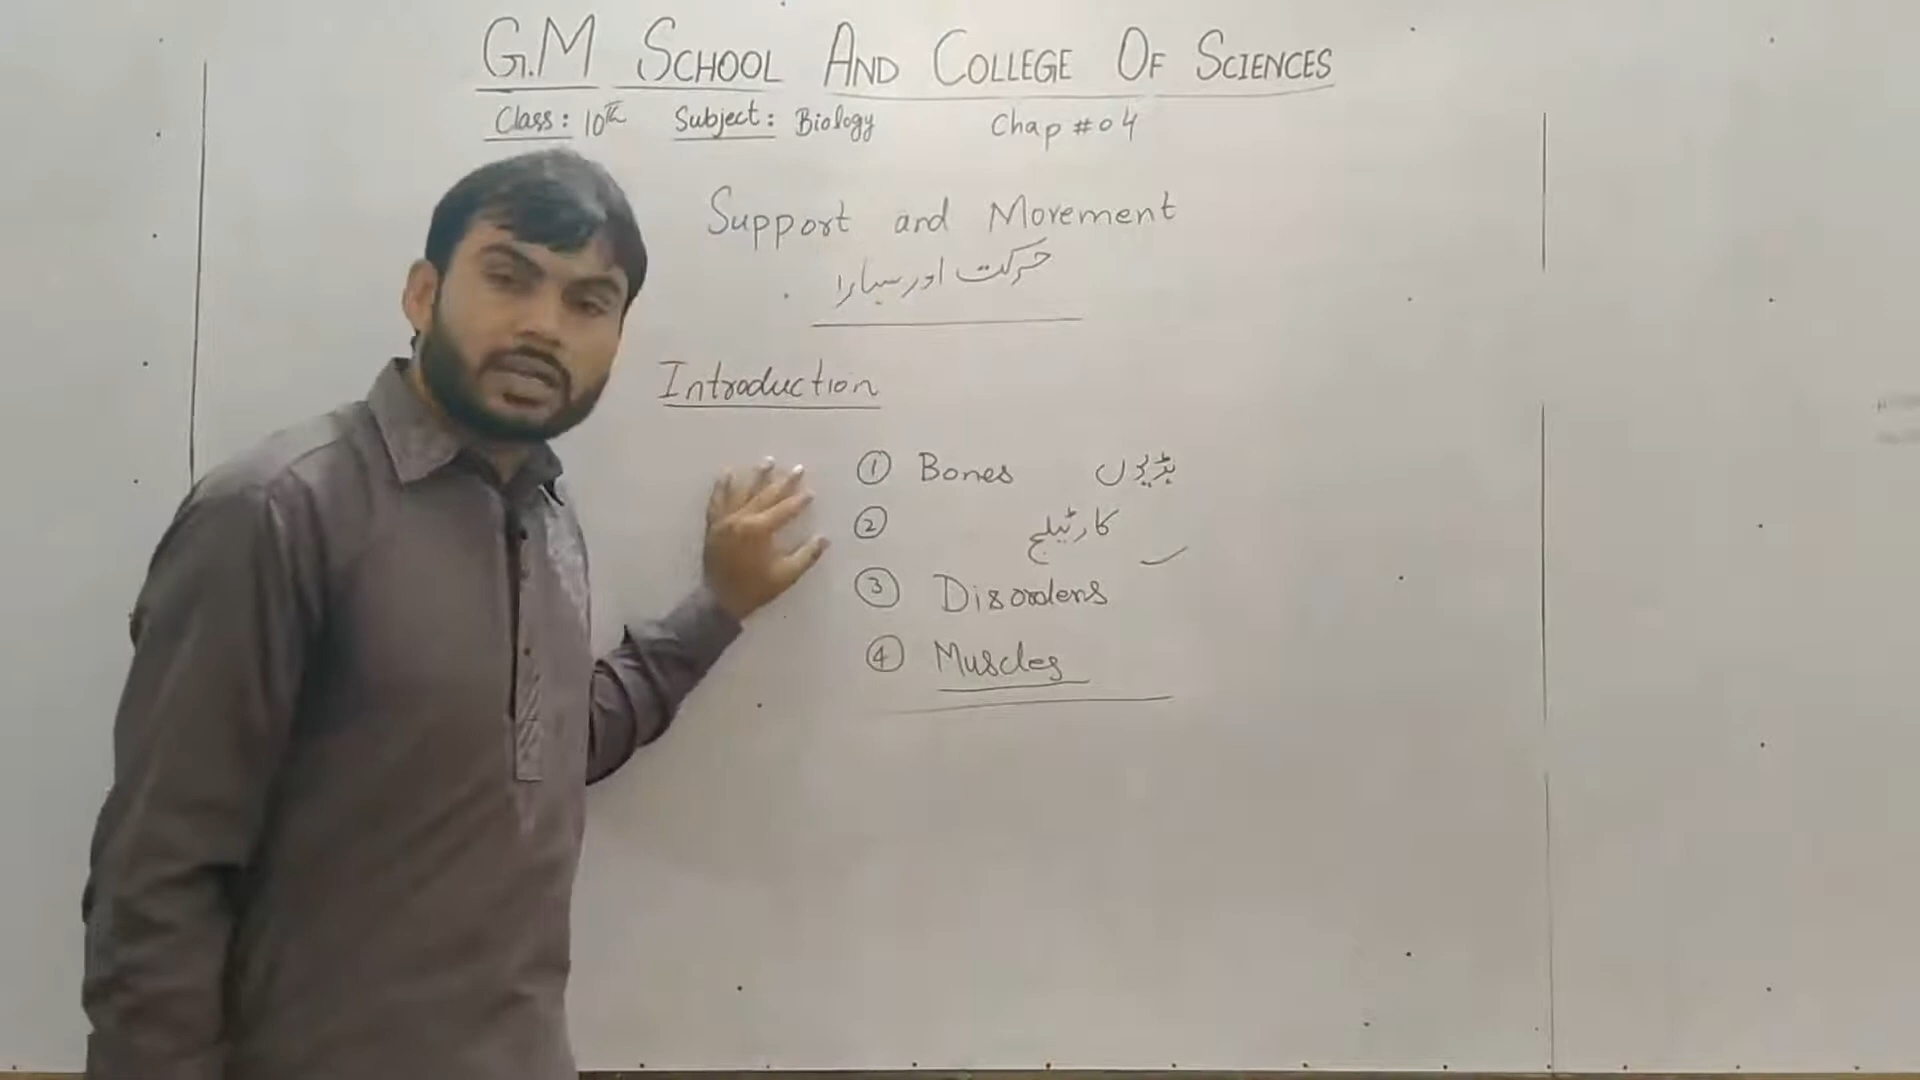 G.M SCHOOL AND COLLEGE OF SCIENCES
Class: 10Th Subject: Biology Chap #04
Support and Movement
حرکت اور سہارا
Introduction
① Bones ہڈیوں
② کارٹیلج
③ Disorders
④ Muscles